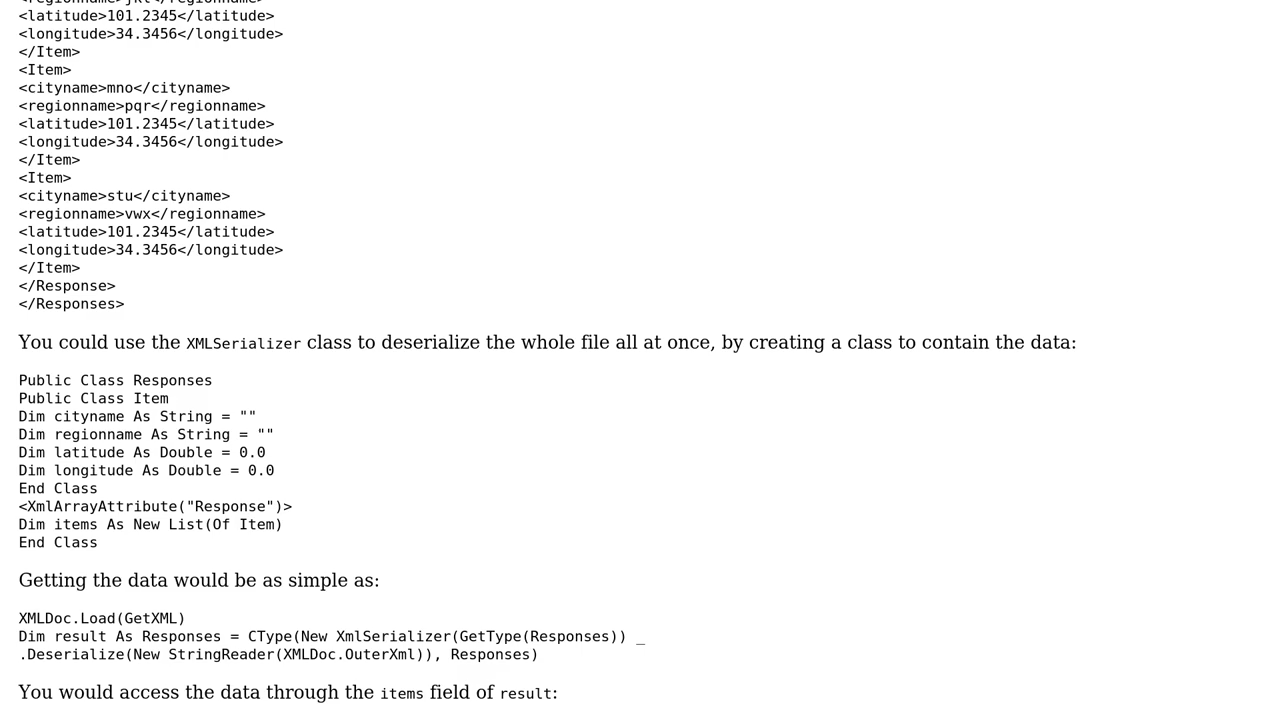 <regionname>jkl</regionname>
<latitude>101.2345</latitude>
<longitude>34.3456</longitude>
</Item>
<Item>
<cityname>mno</cityname>
<regionname>pqr</regionname>
<latitude>101.2345</latitude>
<longitude>34.3456</longitude>
</Item>
<Item>
<cityname>stu</cityname>
<regionname>vwx</regionname>
<latitude>101.2345</latitude>
<longitude>34.3456</longitude>
</Item>
</Response>
</Responses>
You could use the XMLSerializer class to deserialize the whole file all at once, by creating a class to contain the data:
Public Class Responses
Public Class Item
Dim cityname As String = ""
Dim regionname As String = ""
Dim latitude As Double = 0.0
Dim longitude As Double = 0.0
End Class
<XmlArrayAttribute("Response")>
Dim items As New List(Of Item)
End Class
Getting the data would be as simple as:
XMLDoc.Load(GetXML)
Dim result As Responses = CType(New XmlSerializer(GetType(Responses)) _
.Deserialize(New StringReader(XMLDoc.OuterXml)), Responses)
You would access the data through the items field of result: